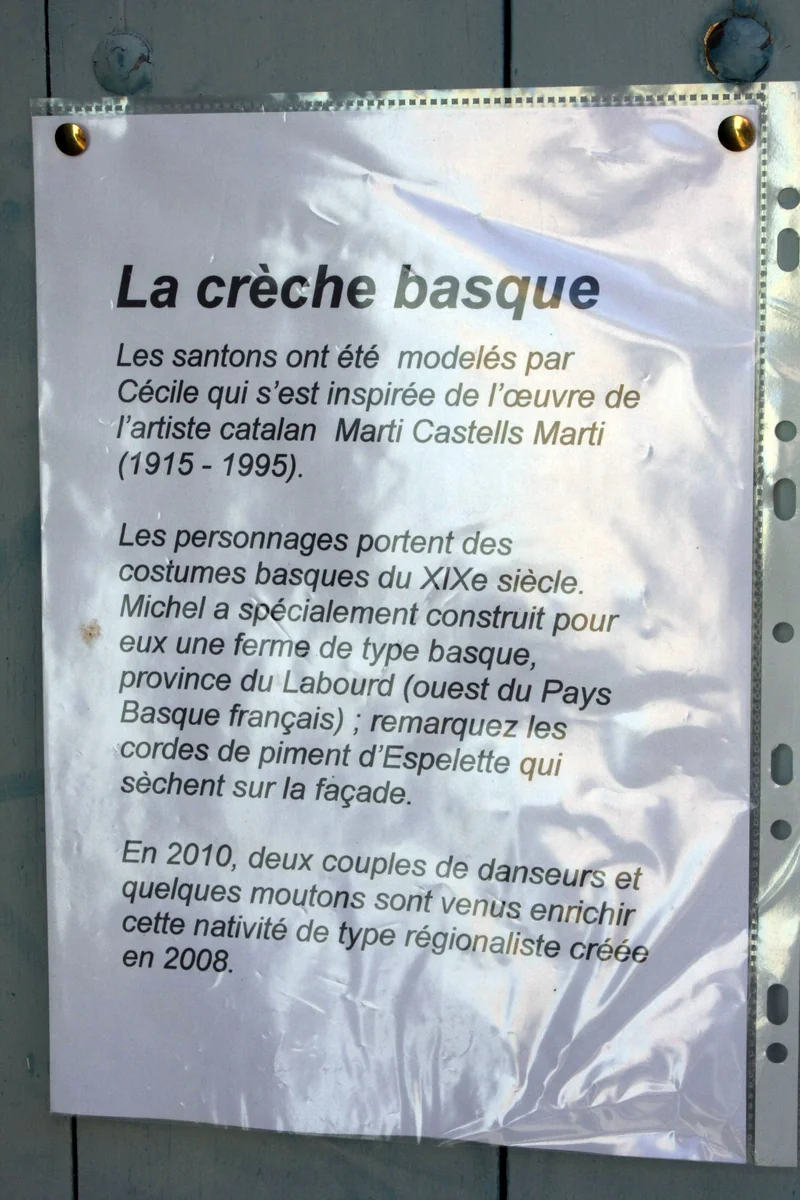 La crèche basque
Les santons ont été modelés par
Cécile qui s'est inspirée de l'œuvre de
l'artiste catalan Marti Castells Marti
(1915 - 1995).
Les personnages portent des
costumes basques du XIXe siècle.
Michel a spécialement construit pour
eux une ferme de type basque,
province du Labourd (ouest du Pays
Basque français) ; remarquez les
cordes de piment d'Espelette qui
sèchent sur la façade.
En 2010, deux couples de danseurs et
quelques moutons sont venus enrichir
cette nativité de type régionaliste créée
en 2008.